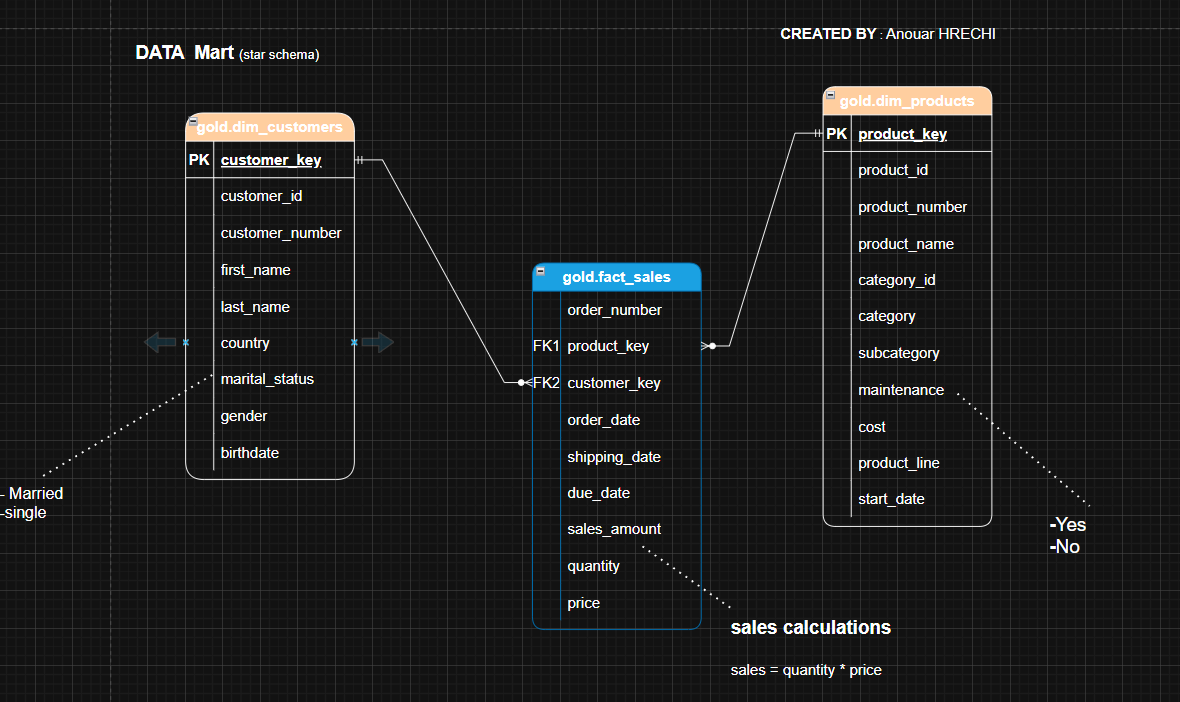 DATA Mart (star schema)
CREATED BY : Anouar HRECHI
gold.dim_customers
PK customer_key
customer_id
customer_number
first_name
last_name
country
marital_status
gender
birthdate
- Married
-single
gold.fact_sales
order_number
FK1 product_key
FK2 customer_key
order_date
shipping_date
due_date
sales_amount
quantity
price
sales calculations
sales = quantity * price
gold.dim_products
PK product_key
product_id
product_number
product_name
category_id
category
subcategory
maintenance
cost
product_line
start_date
-Yes
-No